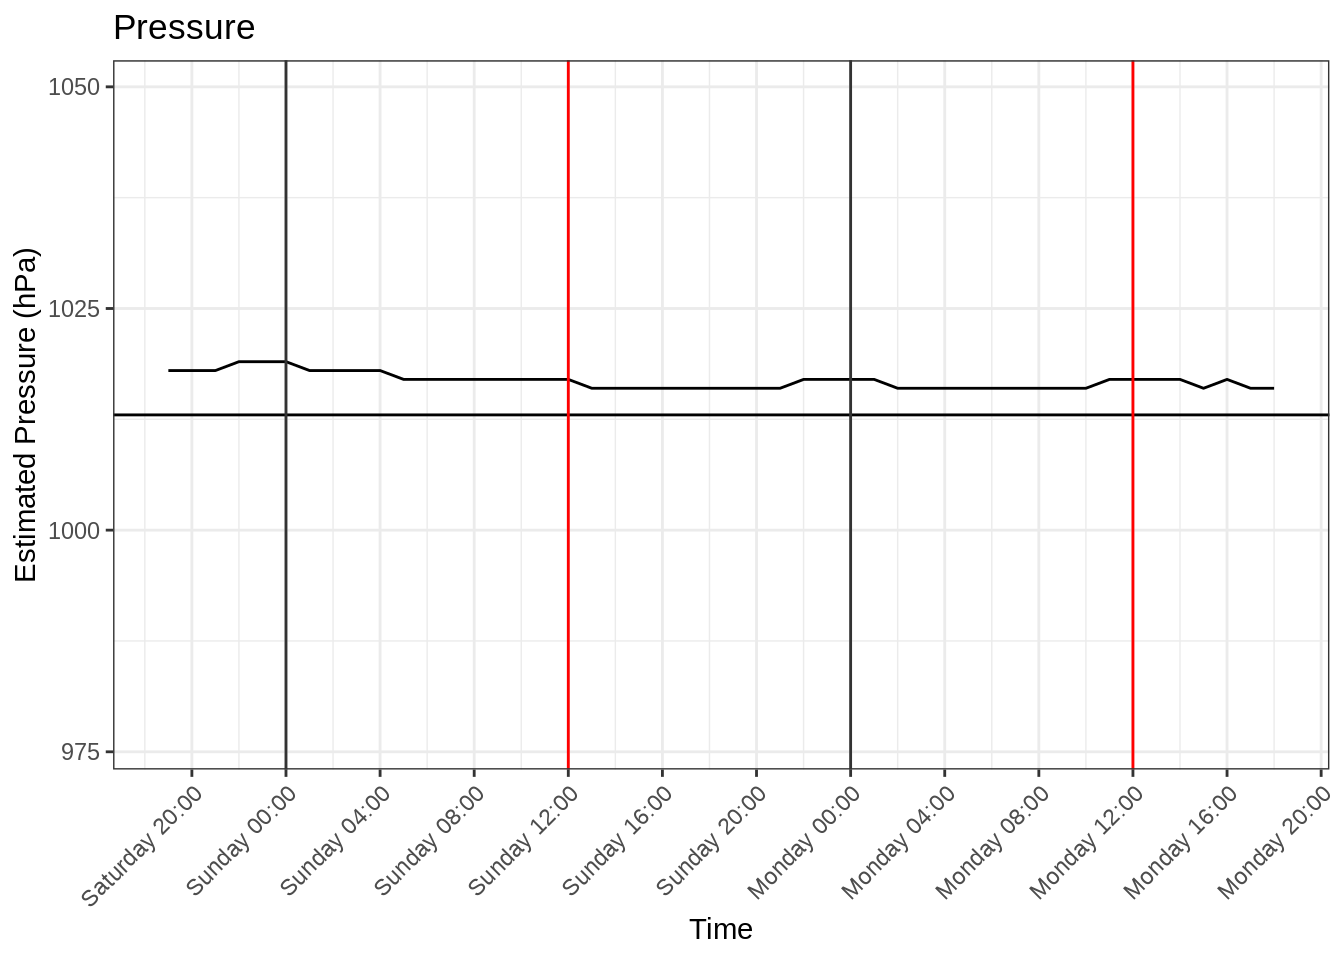 Pressure
Estimated Pressure (hPa)
1050
1025
1000
975
Saturday 20:00
Sunday 00:00
Sunday 04:00
Sunday 08:00
Sunday 12:00
Sunday 16:00
Sunday 20:00
Monday 00:00
Monday 04:00
Monday 08:00
Monday 12:00
Monday 16:00
Monday 20:00
Time